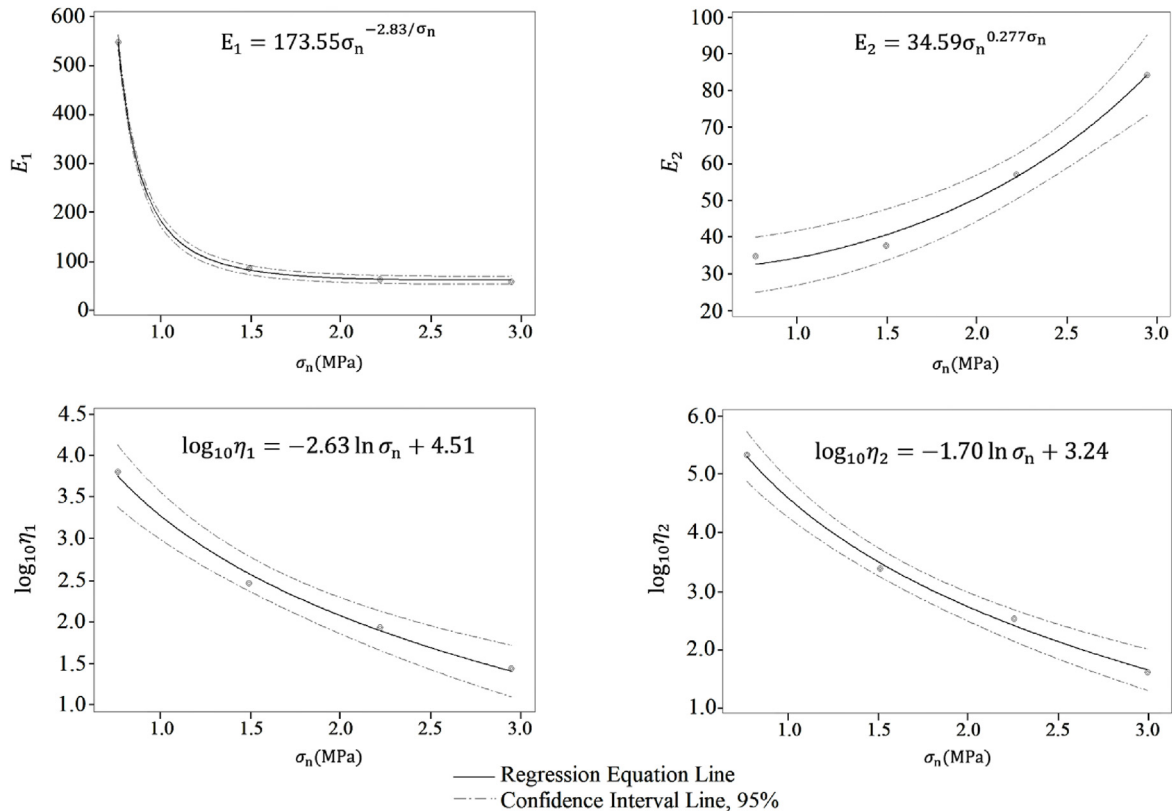 E₁ = 173.55σₙ^−2.83/σₙ
600
500
400
300
200
100
0
E₁
1.0 1.5 2.0 2.5 3.0
σₙ(MPa)
E₂ = 34.59σₙ^0.277σₙ
100
90
80
70
60
50
40
30
20
E₂
1.0 1.5 2.0 2.5 3.0
σₙ(MPa)
log₁₀η₁ = −2.63 ln σₙ + 4.51
4.5
4.0
3.5
3.0
2.5
2.0
1.5
1.0
log₁₀η₁
1.0 1.5 2.0 2.5 3.0
σₙ(MPa)
log₁₀η₂ = −1.70 ln σₙ + 3.24
6.0
5.0
4.0
3.0
2.0
1.0
log₁₀η₂
1.0 1.5 2.0 2.5 3.0
σₙ(MPa)
Regression Equation Line
Confidence Interval Line, 95%